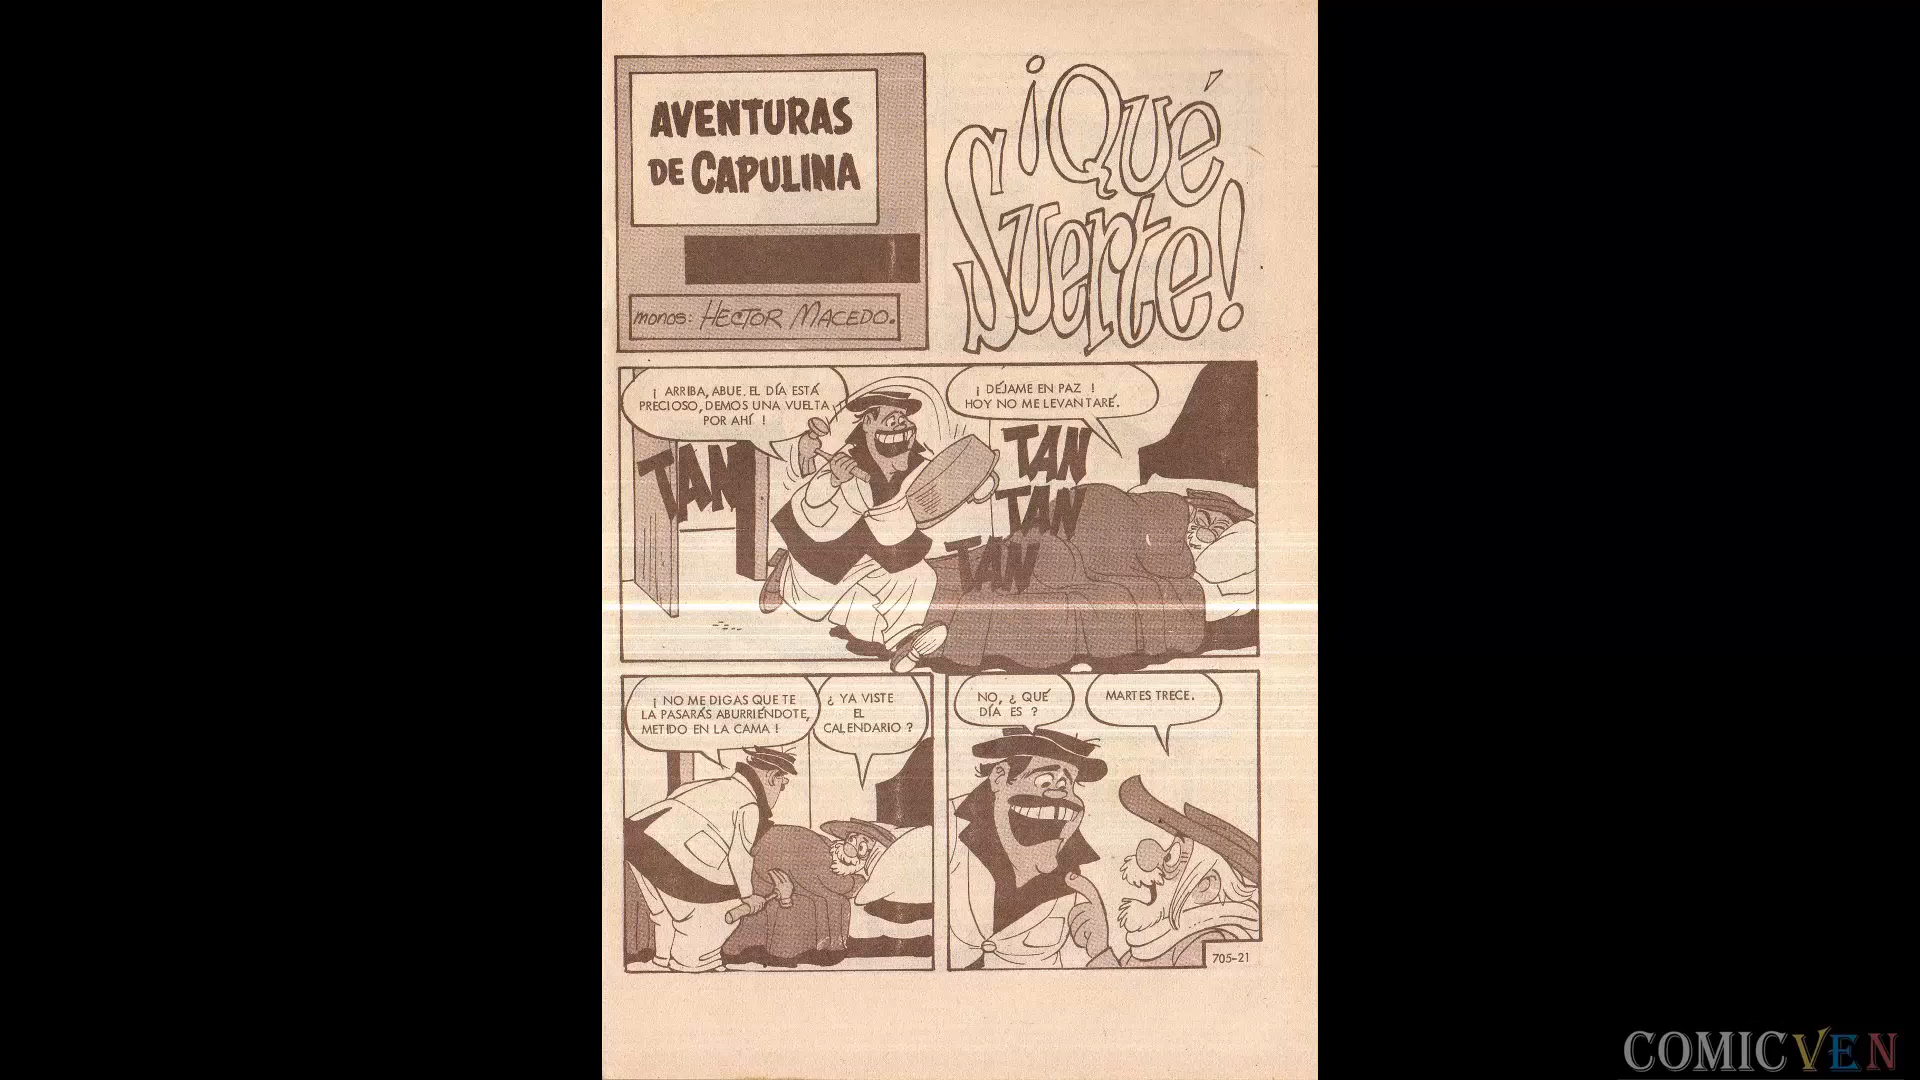 AVENTURAS
DE CAPULINA
monos: HECTOR MACEDO.
¡Qué
Suerte!
¡ ARRIBA, ABUE. EL DÍA ESTÁ
PRECIOSO, DEMOS UNA VUELTA
POR AHÍ !
¡ DÉJAME EN PAZ !
HOY NO ME LEVANTARÉ.
TAN
TAN
TAN
TAN
¡ NO ME DIGAS QUE TE
LA PASARÁS ABURRIÉNDOTE,
METIDO EN LA CAMA !
¿ YA VISTE
EL
CALENDARIO ?
NO, ¿ QUÉ
DÍA ES ?
MARTES TRECE.
705-21
COMICVEN